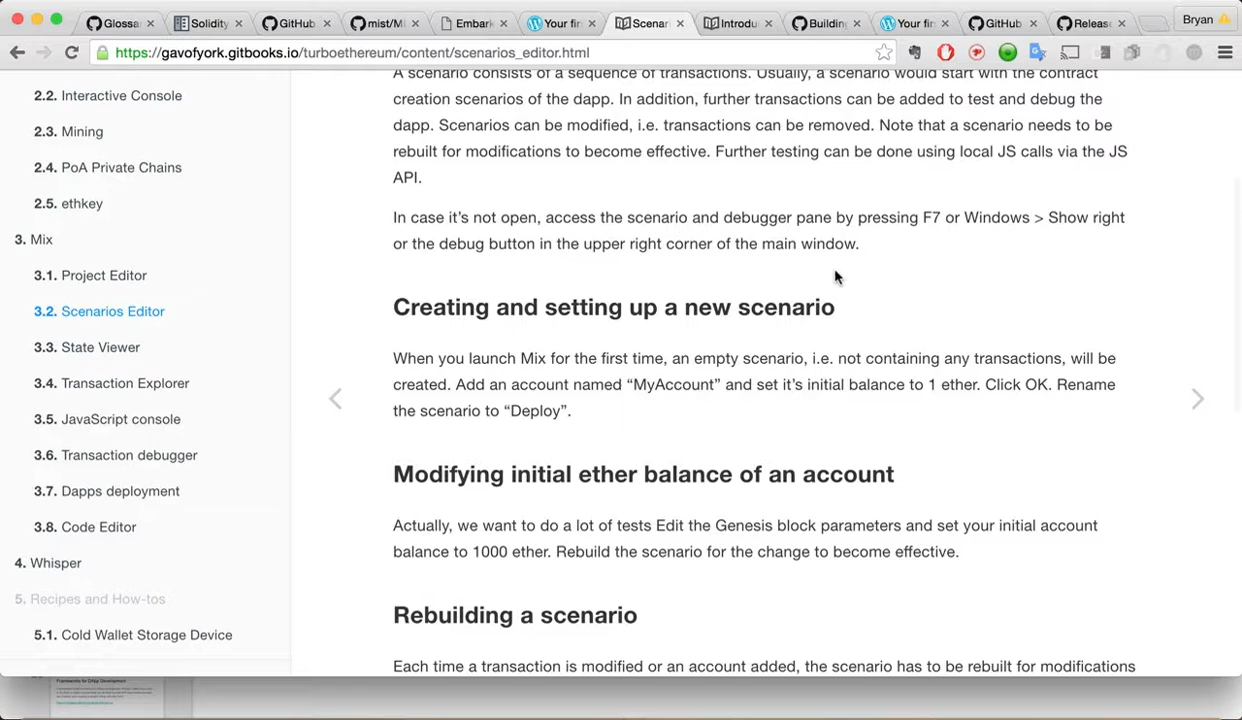 Glossa
Solidity
GitHub
mist/MI
Embark
Your fir
Scenar
Introdu
Building
Your fir
GitHub
Release
Bryan
https://gavofyork.gitbooks.io/turboethereum/content/scenarios_editor.html
2.2. Interactive Console
2.3. Mining
2.4. PoA Private Chains
2.5. ethkey
3. Mix
3.1. Project Editor
3.2. Scenarios Editor
3.3. State Viewer
3.4. Transaction Explorer
3.5. JavaScript console
3.6. Transaction debugger
3.7. Dapps deployment
3.8. Code Editor
4. Whisper
5. Recipes and How-tos
5.1. Cold Wallet Storage Device
A scenario consists of a sequence of transactions. Usually, a scenario would start with the contract
creation scenarios of the dapp. In addition, further transactions can be added to test and debug the
dapp. Scenarios can be modified, i.e. transactions can be removed. Note that a scenario needs to be
rebuilt for modifications to become effective. Further testing can be done using local JS calls via the JS
API.
In case it's not open, access the scenario and debugger pane by pressing F7 or Windows > Show right
or the debug button in the upper right corner of the main window.
Creating and setting up a new scenario
When you launch Mix for the first time, an empty scenario, i.e. not containing any transactions, will be
created. Add an account named “MyAccount” and set it's initial balance to 1 ether. Click OK. Rename
the scenario to “Deploy”.
Modifying initial ether balance of an account
Actually, we want to do a lot of tests Edit the Genesis block parameters and set your initial account
balance to 1000 ether. Rebuild the scenario for the change to become effective.
Rebuilding a scenario
Each time a transaction is modified or an account added, the scenario has to be rebuilt for modifications